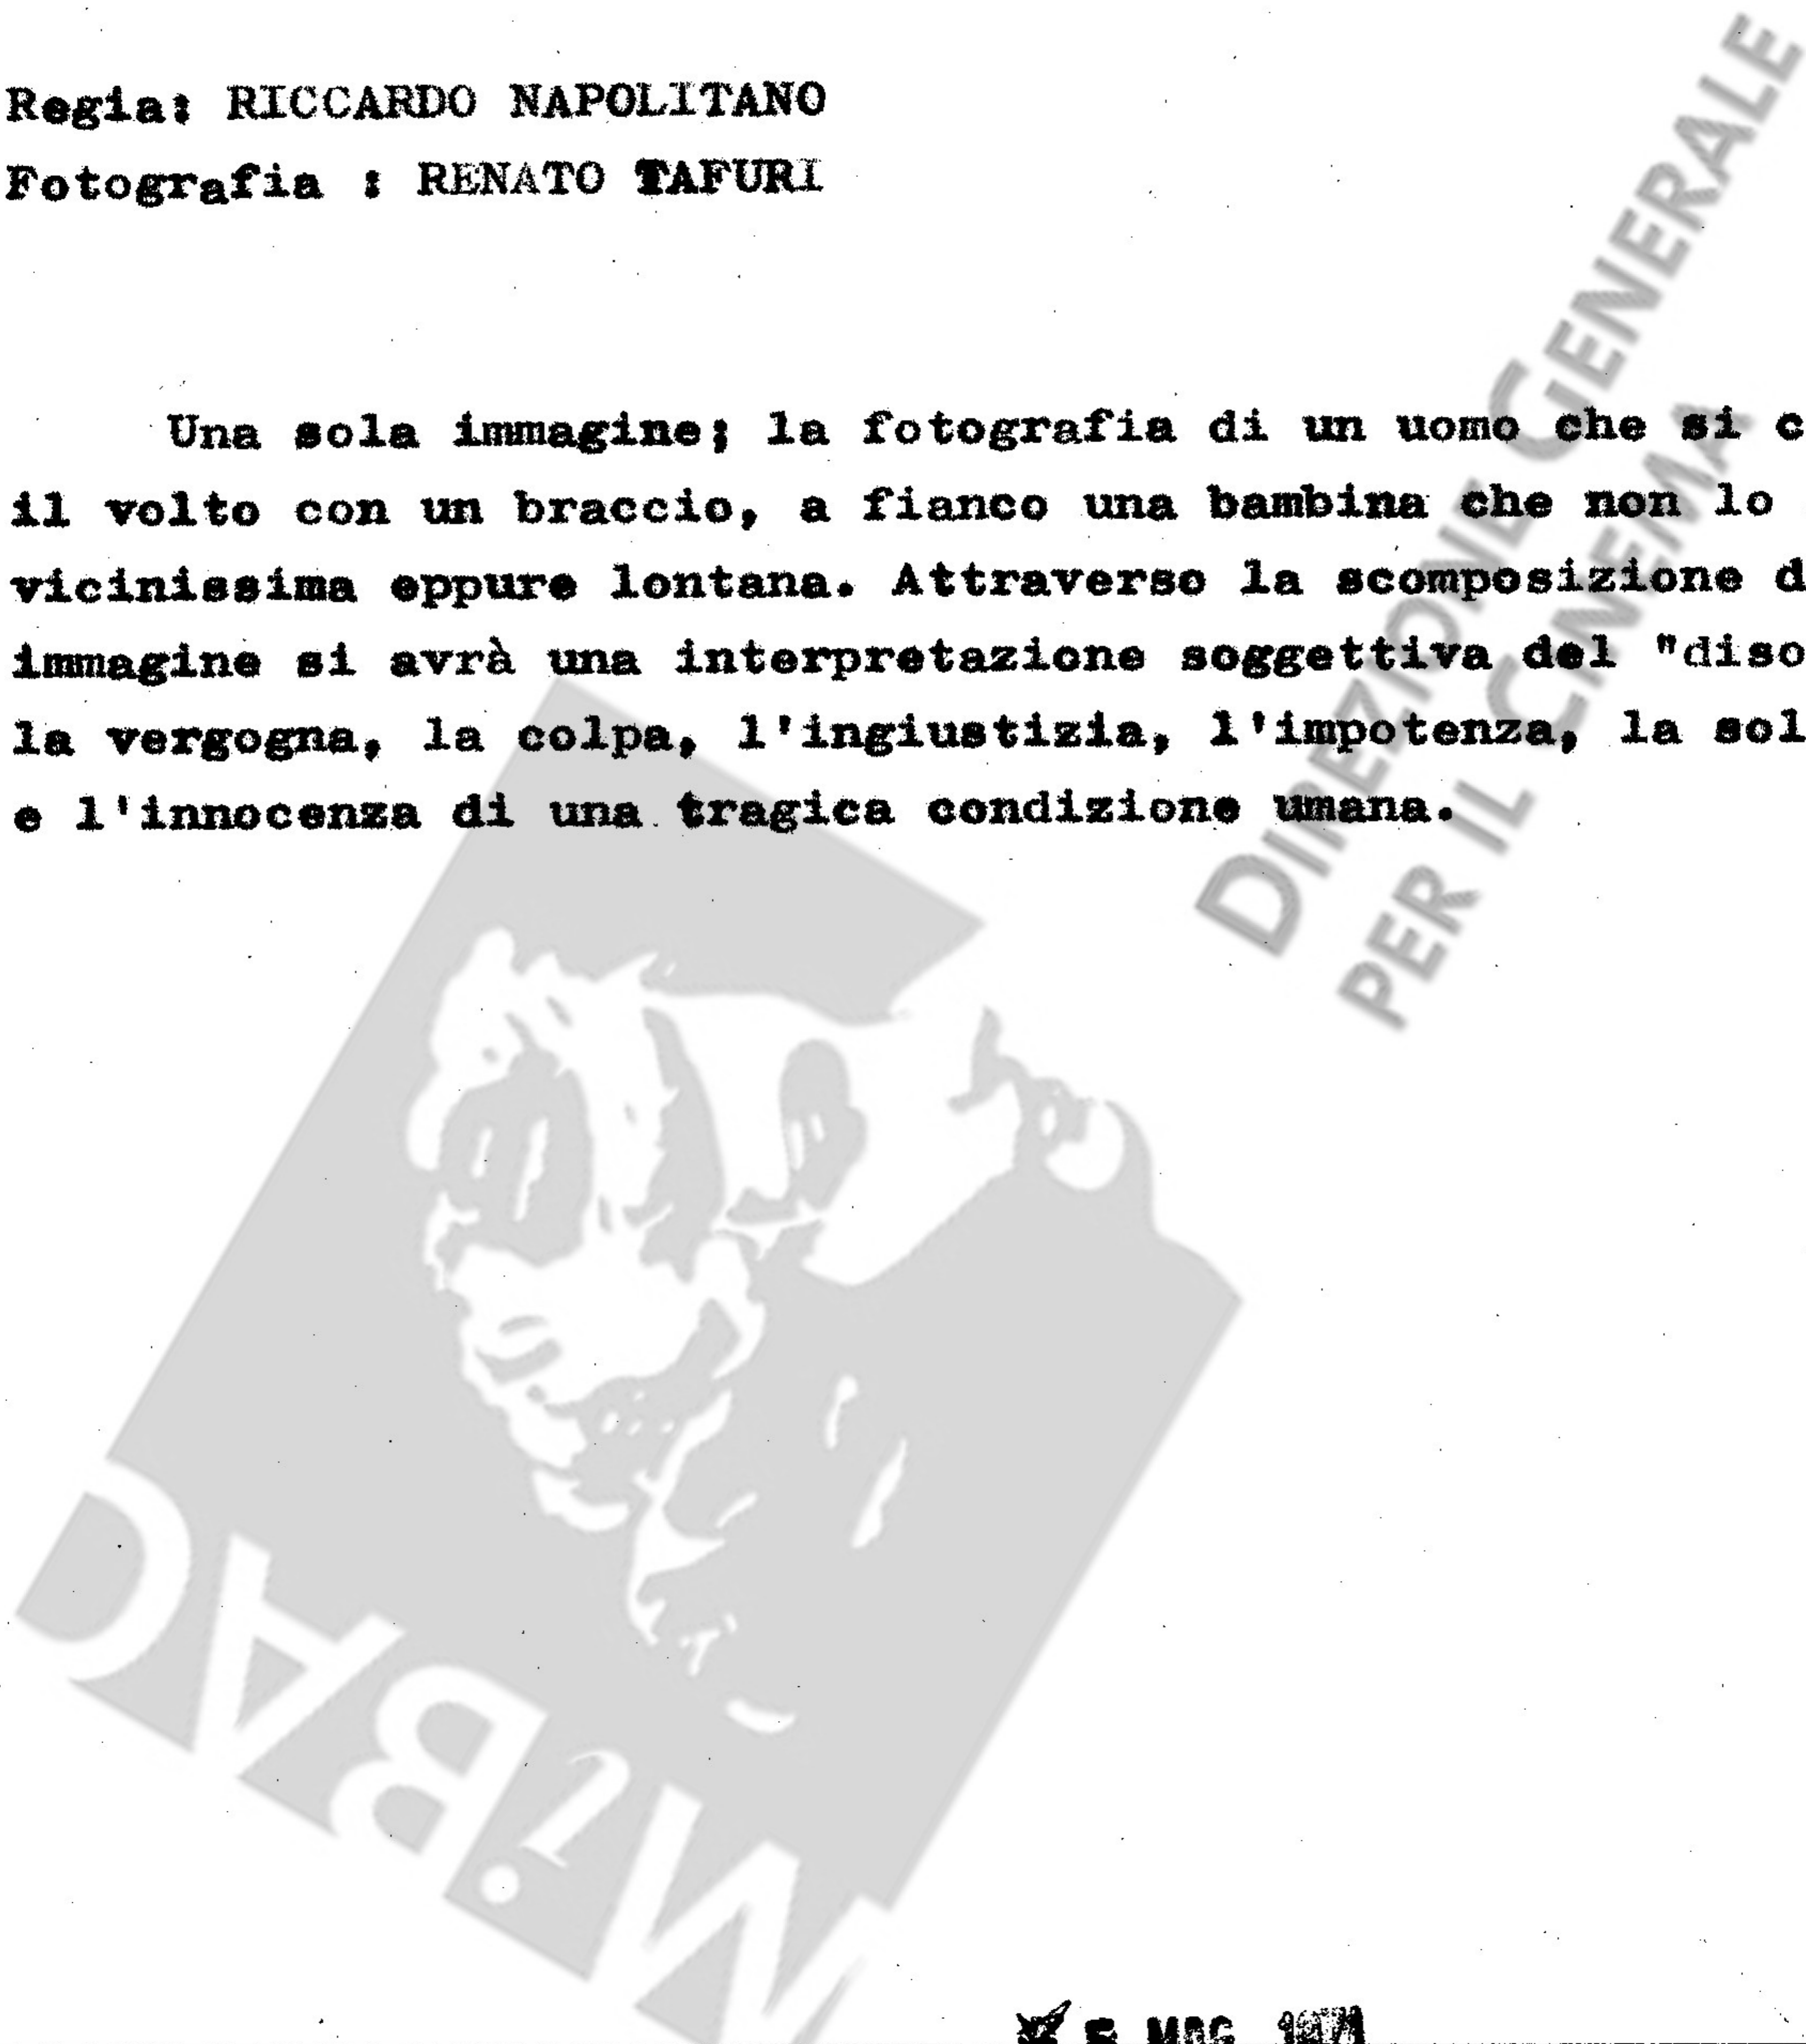 Regia: RICCARDO NAPOLITANO
Fotografia : RENATO TAFURI
Una sola immagine; la fotografia di un uomo che si c
il volto con un braccio, a fianco una bambina che non lo
vicinissima eppure lontana. Attraverso la scomposizione d
immagine si avrà una interpretazione soggettiva del "diso
la vergogna, la colpa, l'ingiustizia, l'impotenza, la sol
e l'innocenza di una tragica condizione umana.
DIREZIONE GENERALE
PER IL CINEMA
MiBAC
MAG